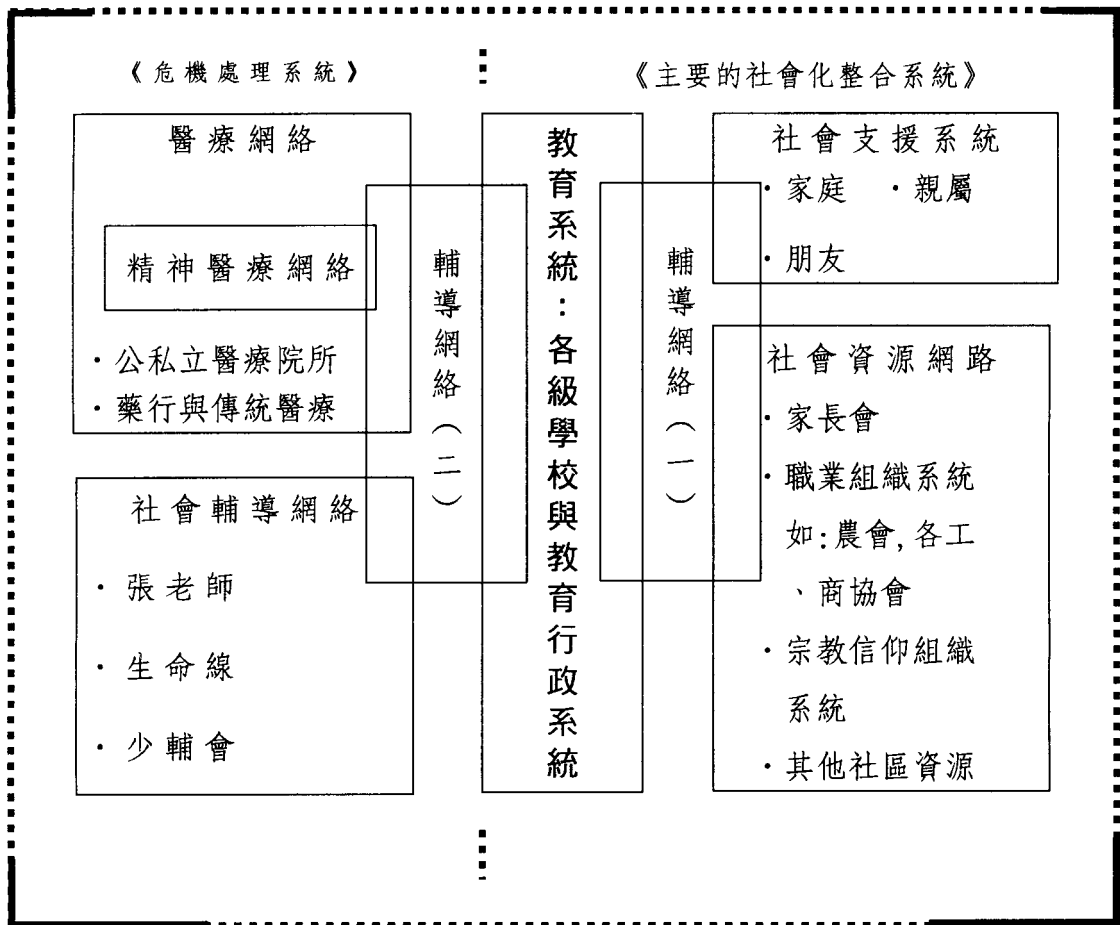 《危機處理系統》
《主要的社會化整合系統》
醫療網絡
精神醫療網絡
・公私立醫療院所
・藥行與傳統醫療
社會輔導網絡
・張老師
・生命線
・少輔會
輔導網絡(二)
教育系統：各級學校與教育行政系統
輔導網絡(一)
社會支援系統
・家庭 ・親屬
・朋友
社會資源網路
・家長會
・職業組織系統
如:農會,各工
、商協會
・宗教信仰組織
系統
・其他社區資源